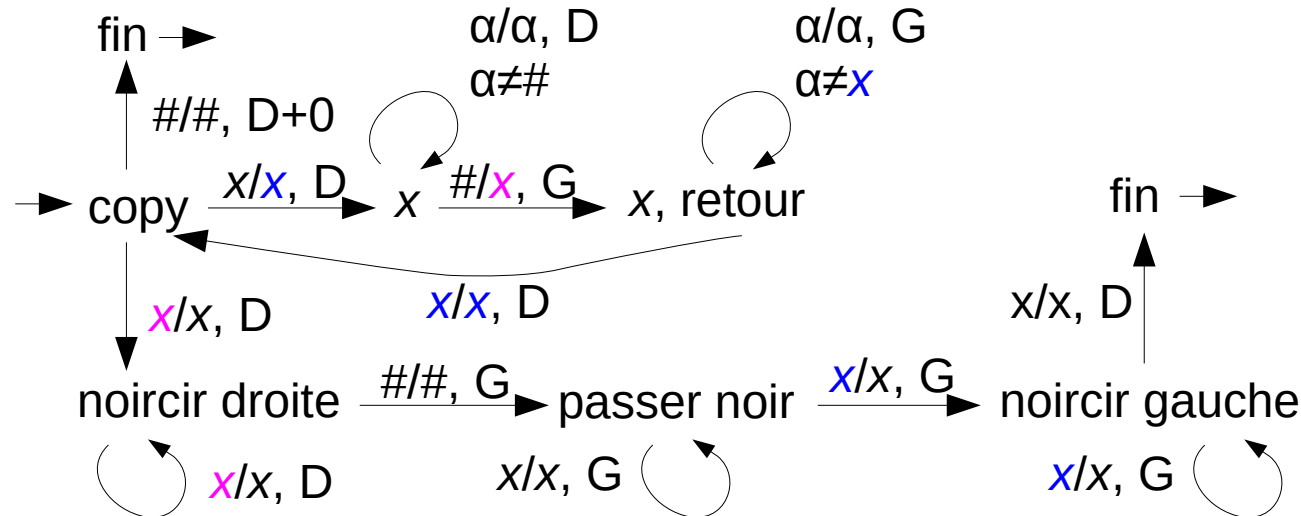 fin
α/α, D
α≠#
α/α, G
α≠x
#/#, D+0
x/x, D
#/x, G
copy
x
x, retour
fin
x/x, D
x/x, D
x/x, D
noircir droite
#/#, G
passer noir
x/x, G
noircir gauche
x/x, D
x/x, G
x/x, G